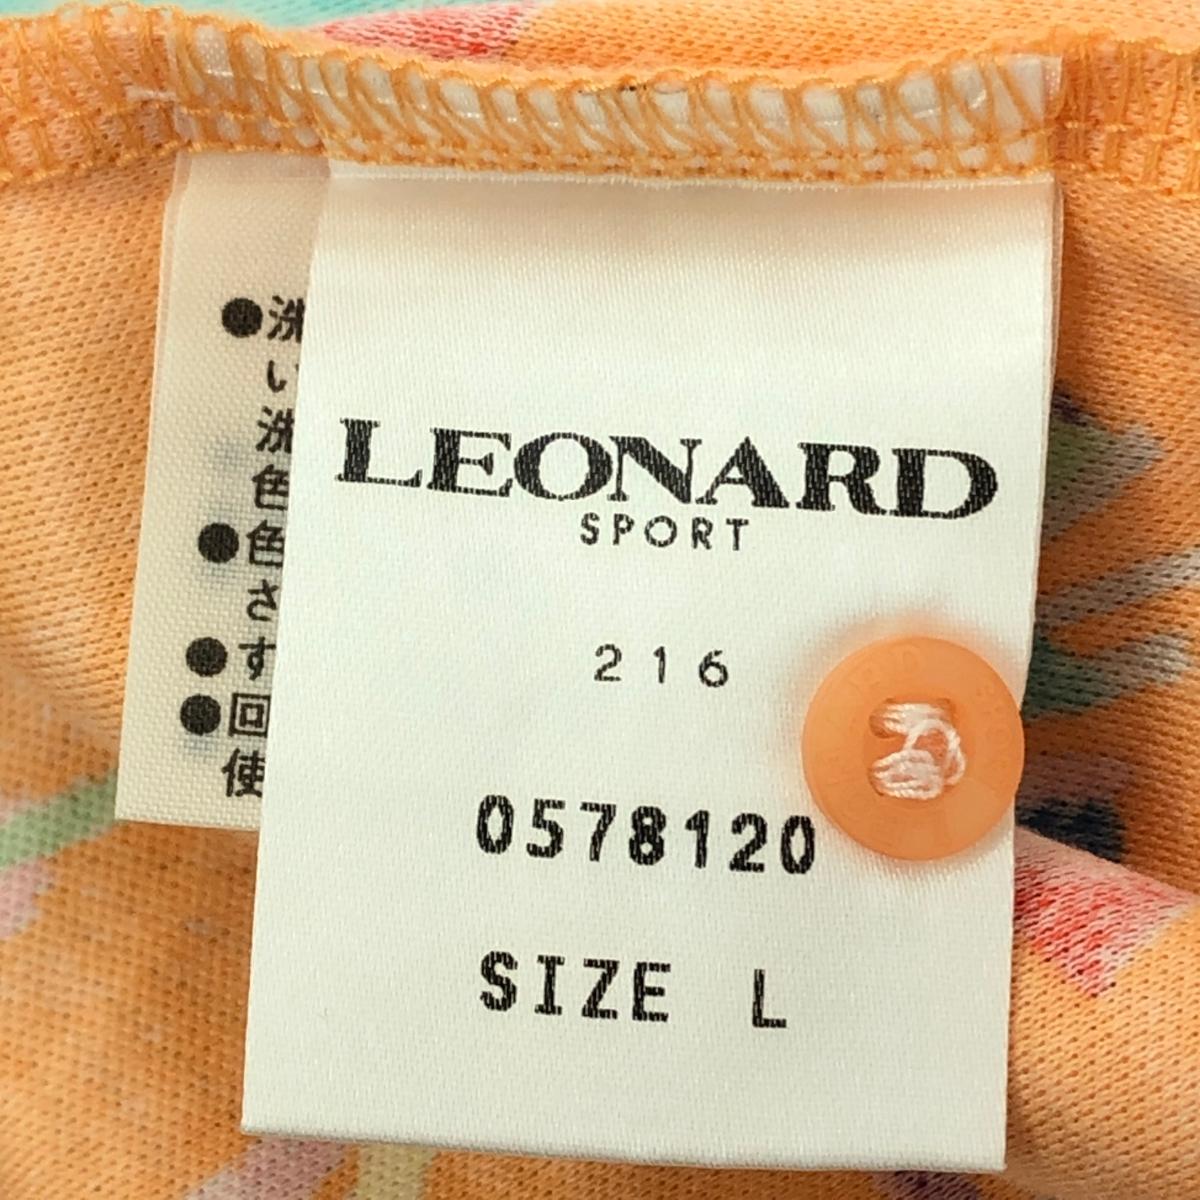 LEONARD
SPORT
216
0578120
SIZE L
●洗
い
洗
色
●色
さ
●す
●回
使